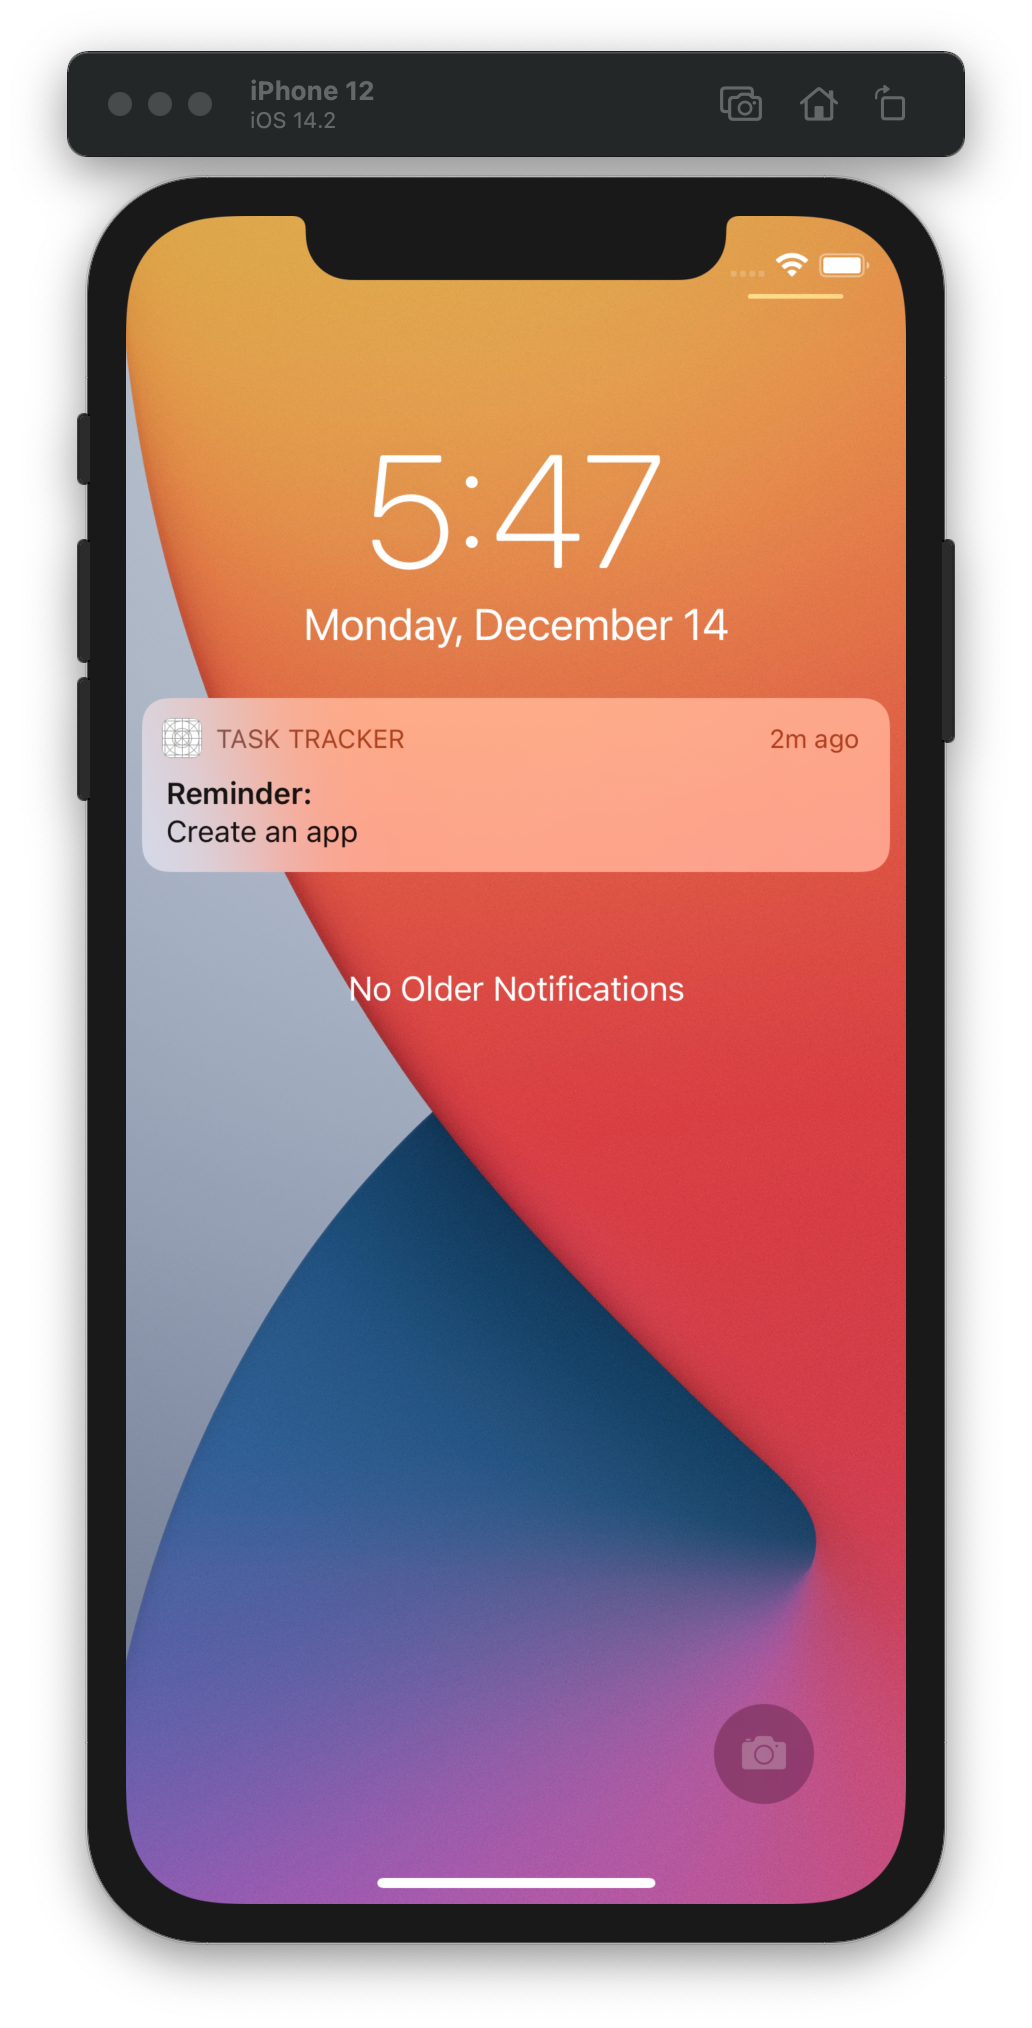 iPhone 12
iOS 14.2
5:47
Monday, December 14
TASK TRACKER 2m ago
Reminder:
Create an app
No Older Notifications